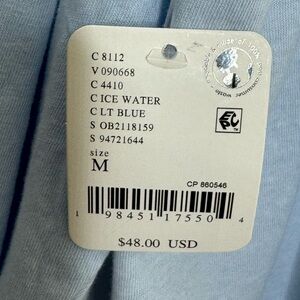 C 8112
V 090668
C 4410
C ICE WATER
C LT BLUE
S OB2118159
S 94721644
size
M
CP 860546
1 98451 17550 4
$48.00 USD